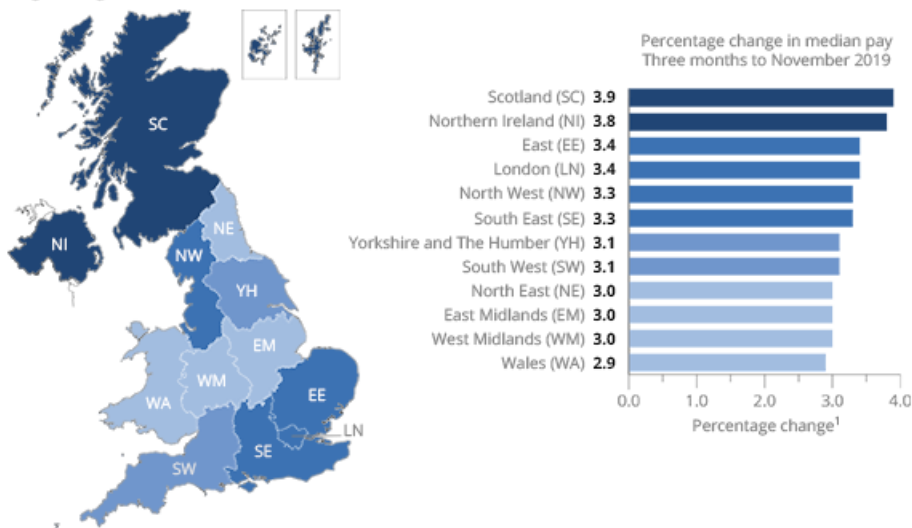 SC
NI
NE
NW
YH
EM
WM
WA
EE
LN
SE
SW
Percentage change in median pay
Three months to November 2019
Scotland (SC) 3.9
Northern Ireland (NI) 3.8
East (EE) 3.4
London (LN) 3.4
North West (NW) 3.3
South East (SE) 3.3
Yorkshire and The Humber (YH) 3.1
South West (SW) 3.1
North East (NE) 3.0
East Midlands (EM) 3.0
West Midlands (WM) 3.0
Wales (WA) 2.9
0.0 1.0 2.0 3.0 4.0
Percentage change¹